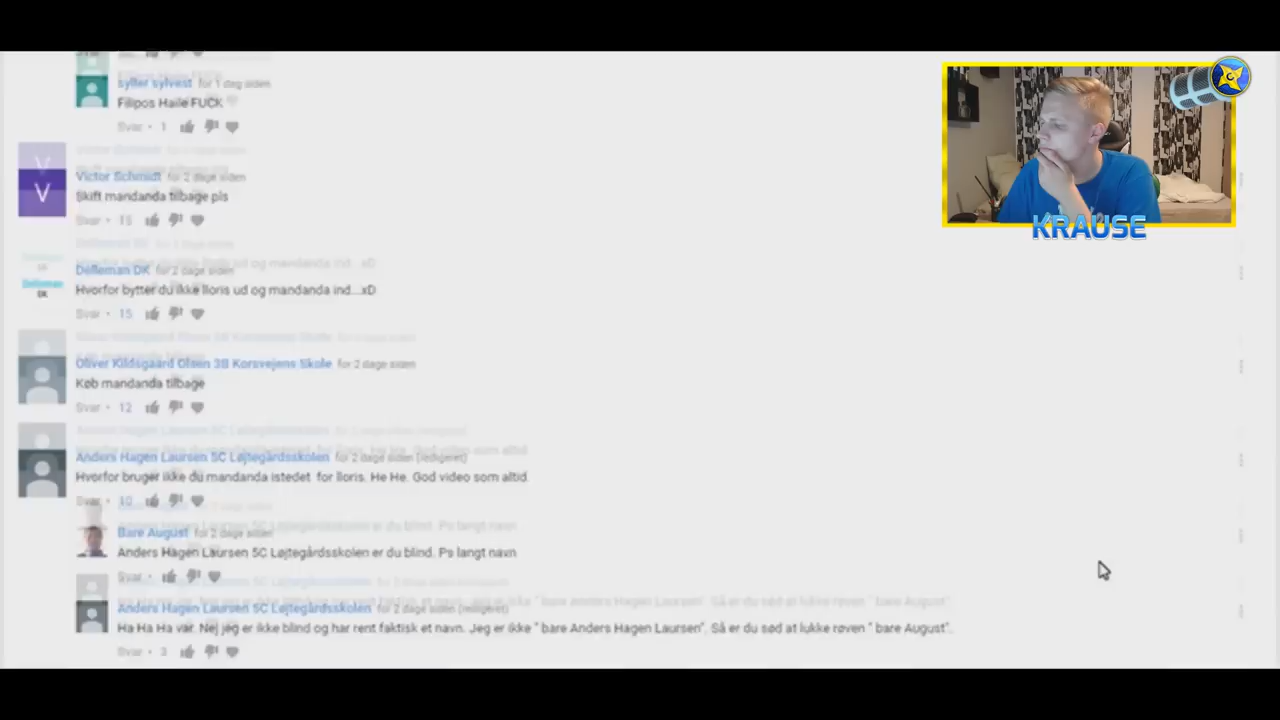 syller sylvest for 1 dag siden
Filipos Haile FUCK
Svar • 1
V
Victor Schmidt for 2 dage siden
Skift mandanda tilbage pls
Svar • 15
Delleman DK for 2 dage siden
Hvorfor bytter du ikke lloris ud og mandanda ind...xD
Svar • 15
Oliver Kildsgaard Olsen 3B Korsvejens Skole for 2 dage siden
Køb mandanda tilbage
Svar • 12
Anders Hagen Laursen 5C Løjtegårdsskolen for 2 dage siden (redigeret)
Hvorfor bruger ikke du mandanda istedet for lloris. He He. God video som altid
Svar • 10
Bare August for 2 dage siden
Anders Hagen Laursen 5C Løjtegårdsskolen er du blind. Ps langt navn
Svar •
Anders Hagen Laursen 5C Løjtegårdsskolen for 2 dage siden (redigeret)
Ha Ha Ha var. Nej jeg er ikke blind og har rent faktisk et navn. Jeg er ikke " bare Anders Hagen Laursen". Så er du sød at lukke røven " bare August".
Svar • 3
KRAUSE